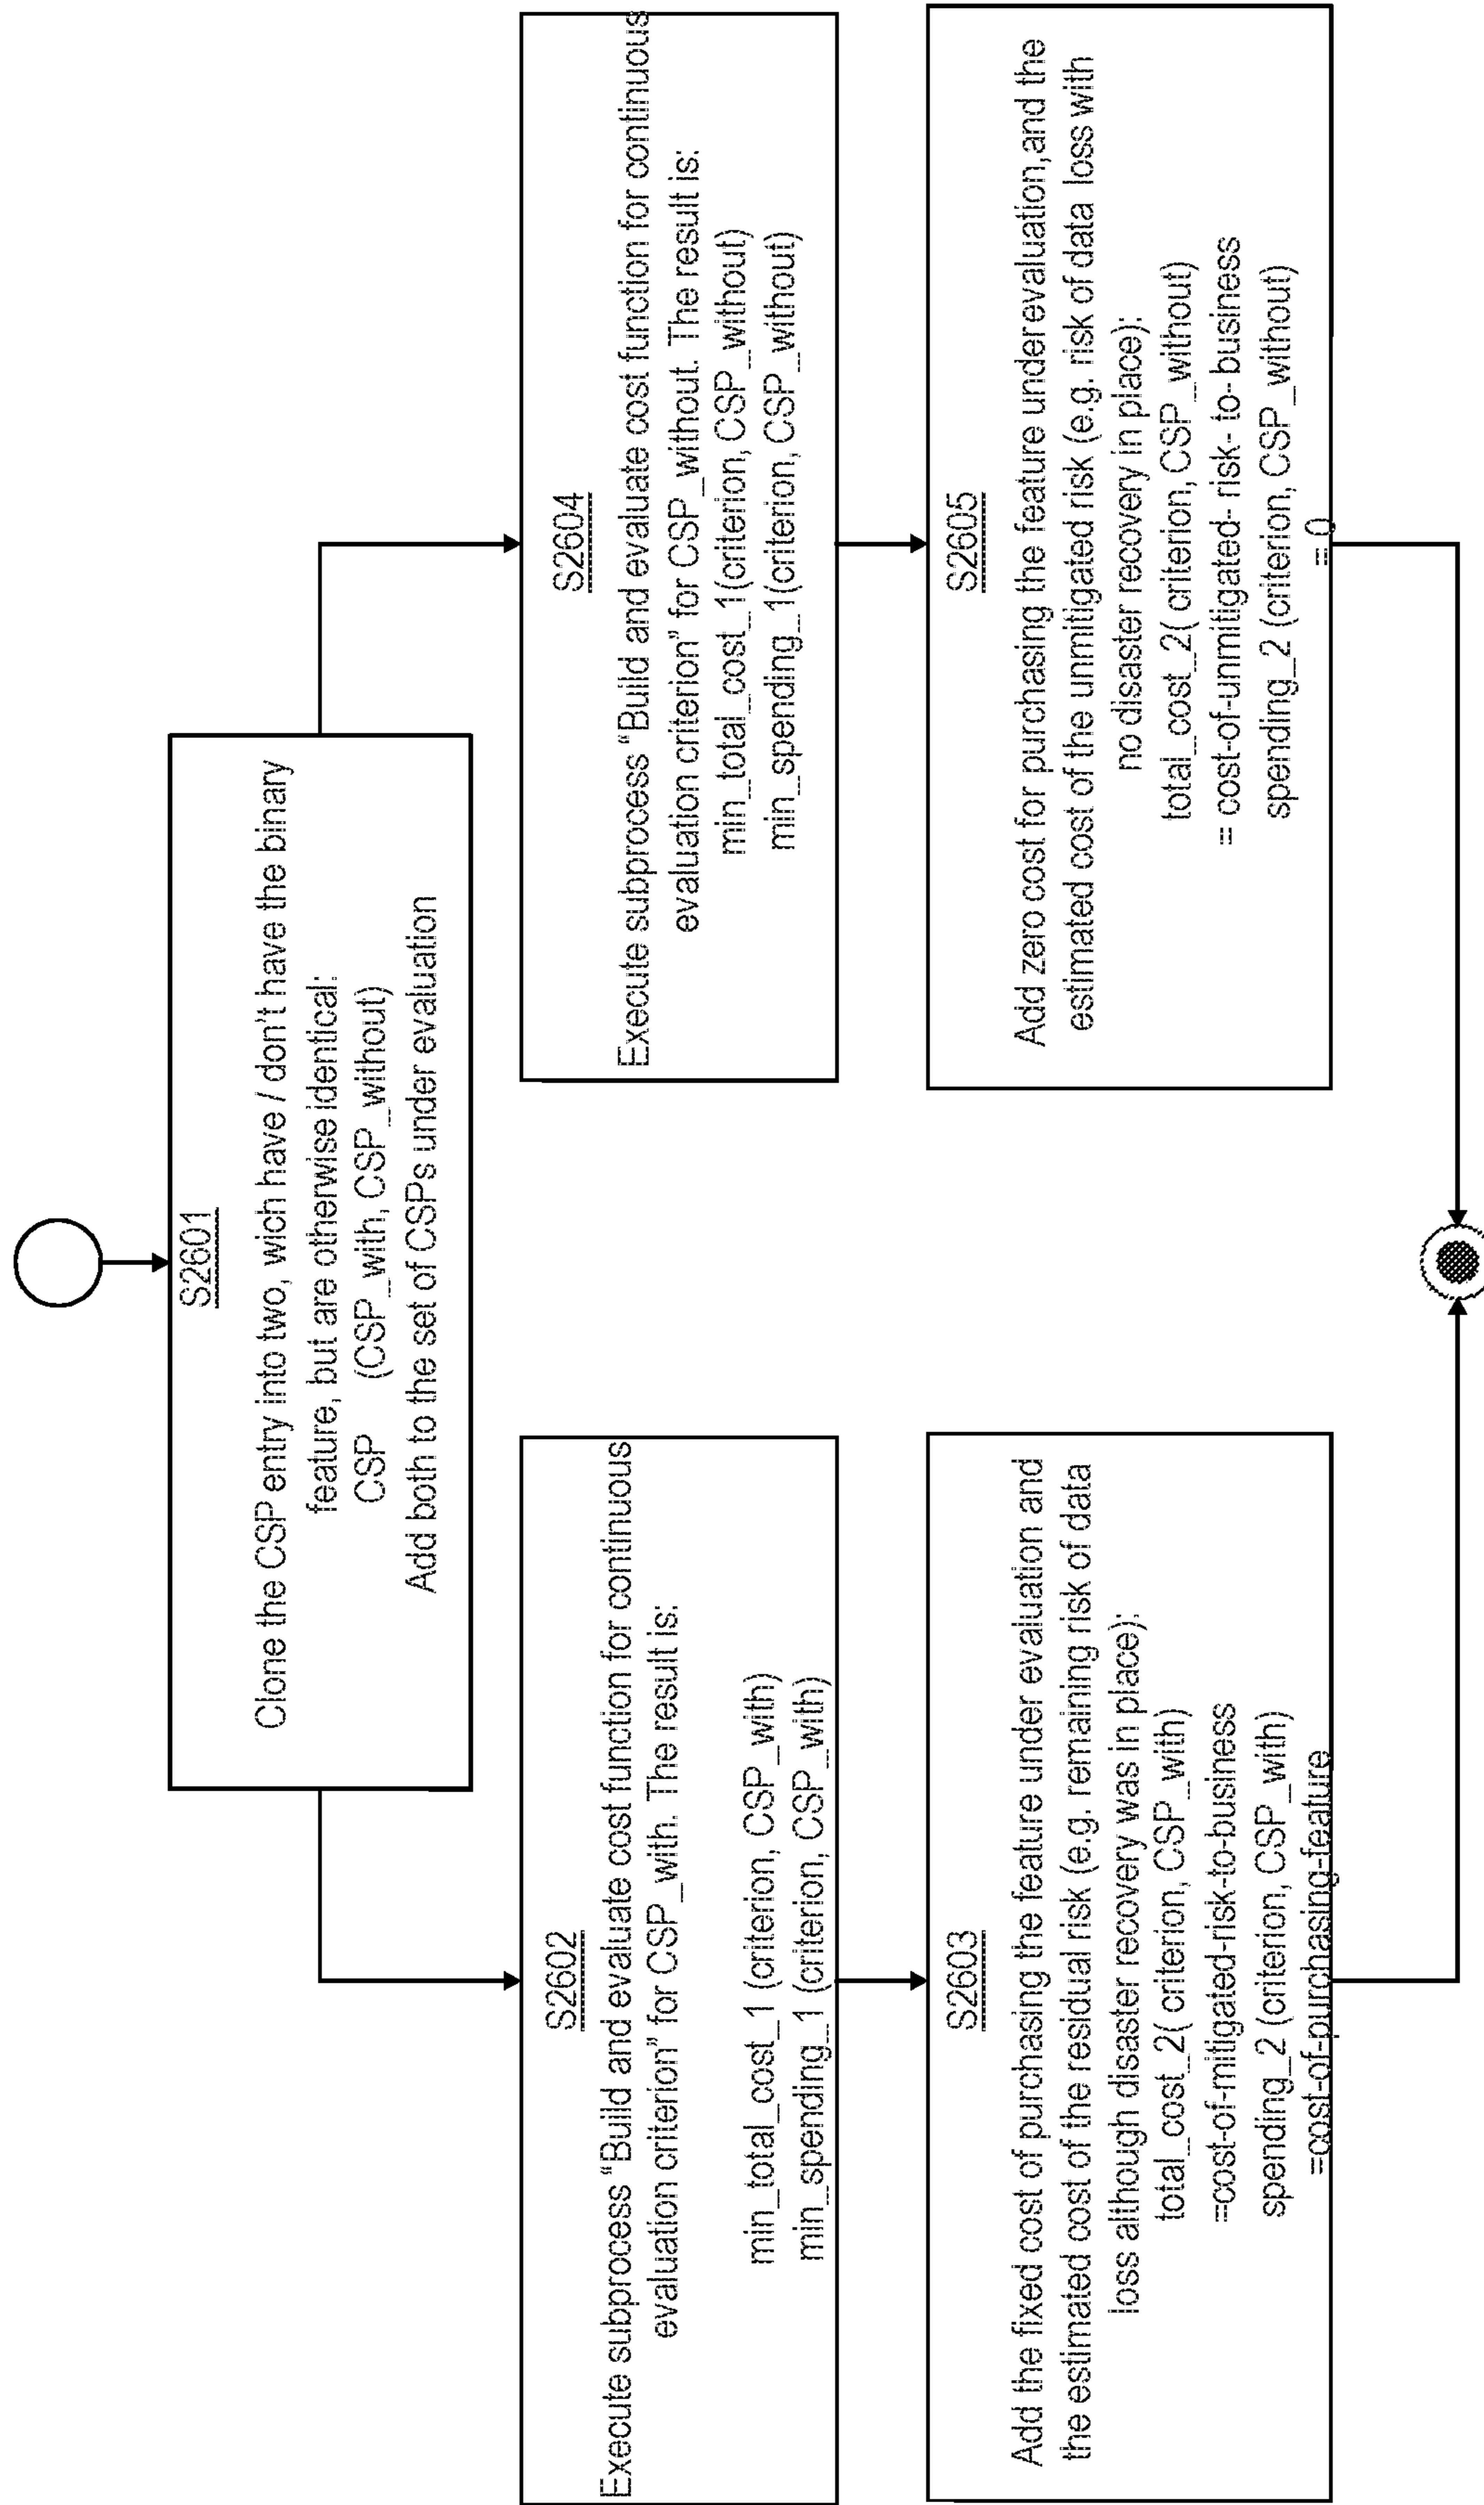 S2601
Clone the CSP entry into two, wich have / don't have the binary
feature, but are otherwise identical:
CSP (CSP_with, CSP_without)
Add both to the set of CSPs under evaluation
S2602
Execute subprocess “Build and evaluate cost function for continuous
evaluation criterion” for CSP_with. The result is:
min_total_cost_1 (criterion, CSP_with)
min_spending_1 (criterion, CSP_with)
S2603
Add the fixed cost of purchasing the feature under evaluation and
the estimated cost of the residual risk (e.g. remaining risk of data
loss although disaster recovery was in place):
total_cost_2( criterion, CSP_with)
=cost-of-mitigated-risk-to-business
spending_2 (criterion, CSP_with)
=cost-of-purchasing-feature
S2604
Execute subprocess “Build and evaluate cost function for continuous
evaluation criterion” for CSP_without. The result is:
min_total_cost_1(criterion, CSP_without)
min_spending_1(criterion, CSP_without)
S2605
Add zero cost for purchasing the feature underevaluation,and the
estimated cost of the unmitigated risk (e.g. risk of data loss with
no disaster recovery in place):
total_cost_2( criterion, CSP_without)
= cost-of-unmitigated- risk- to- business
spending_2 (criterion, CSP_without)
= 0